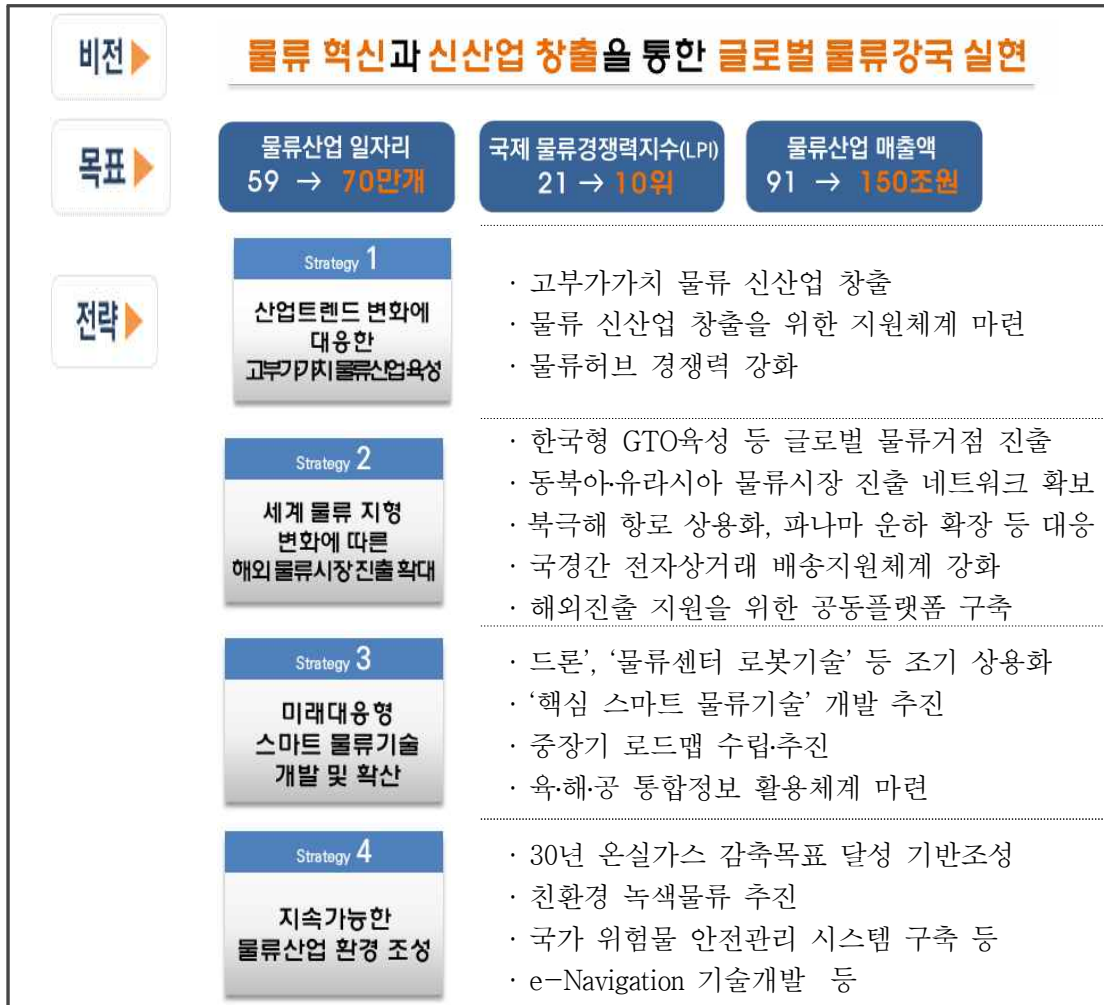 비전
물류 혁신과 신산업 창출을 통한 글로벌 물류강국 실현
목표
물류산업 일자리
59 → 70만개
국제 물류경쟁력지수(LPI)
21 → 10위
물류산업 매출액
91 → 150조원
전략
Strategy 1
산업트렌드 변화에
대응한
고부가가치 물류산업 육성
· 고부가가치 물류 신산업 창출
· 물류 신산업 창출을 위한 지원체계 마련
· 물류허브 경쟁력 강화
Strategy 2
세계 물류 지형
변화에 따른
해외 물류시장 진출 확대
· 한국형 GTO육성 등 글로벌 물류거점 진출
· 동북아·유라시아 물류시장 진출 네트워크 확보
· 북극해 항로 상용화, 파나마 운하 확장 등 대응
· 국경간 전자상거래 배송지원체계 강화
· 해외진출 지원을 위한 공동플랫폼 구축
Strategy 3
미래대응형
스마트 물류기술
개발 및 확산
· 드론’, ‘물류센터 로봇기술’ 등 조기 상용화
· ‘핵심 스마트 물류기술’ 개발 추진
· 중장기 로드맵 수립·추진
· 육·해·공 통합정보 활용체계 마련
Strategy 4
지속가능한
물류산업 환경 조성
· 30년 온실가스 감축목표 달성 기반조성
· 친환경 녹색물류 추진
· 국가 위험물 안전관리 시스템 구축 등
· e-Navigation 기술개발 등